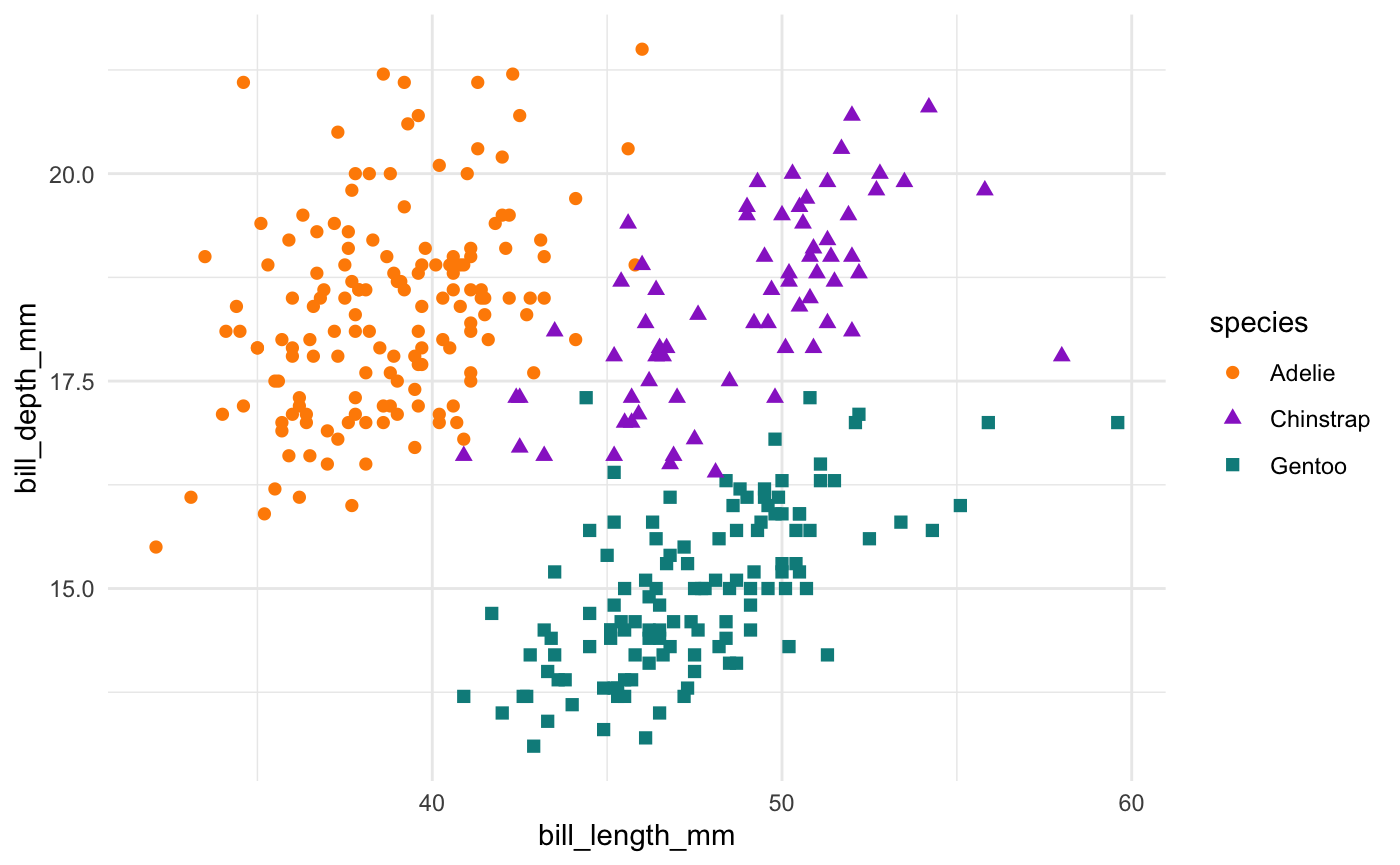 20.0
17.5
15.0
bill_depth_mm
40
50
60
bill_length_mm
species
Adelie
Chinstrap
Gentoo